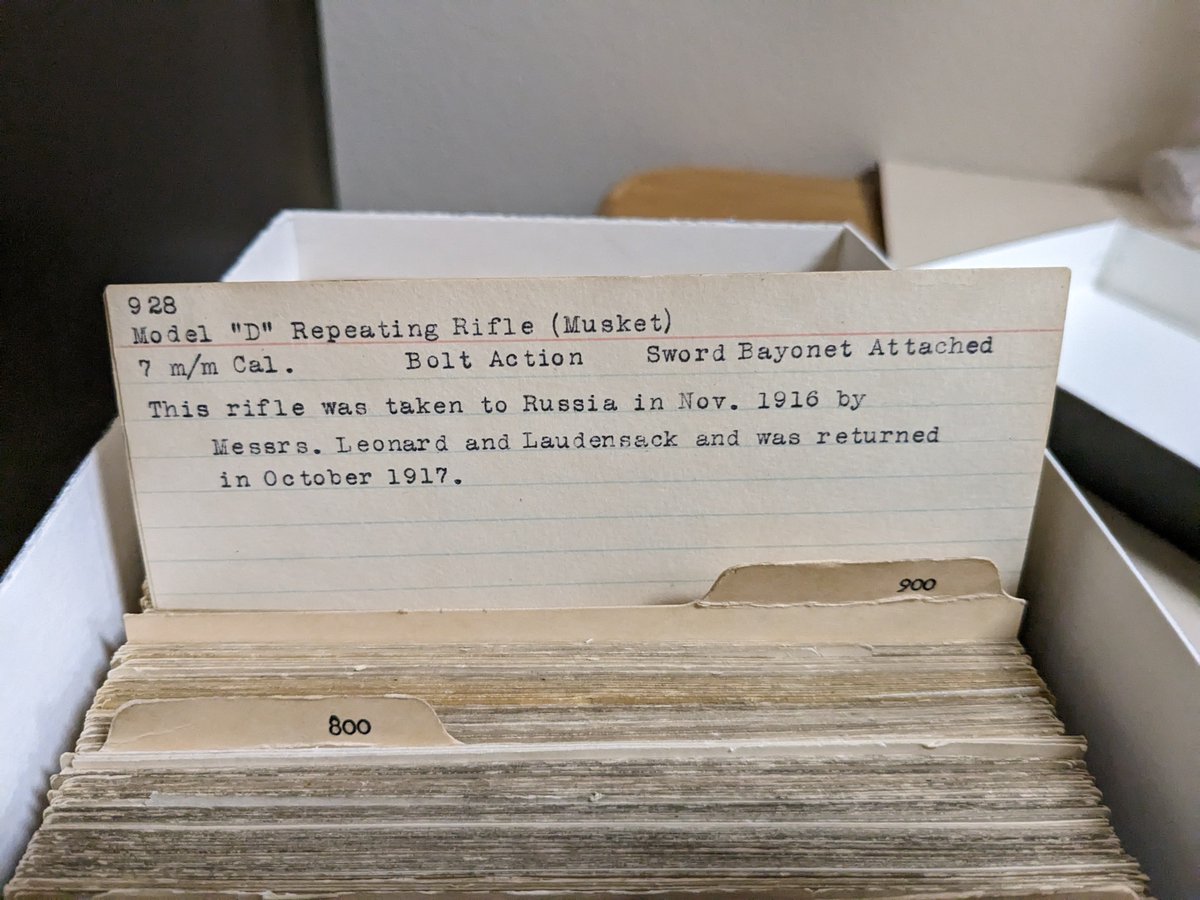 928
Model "D" Repeating Rifle (Musket)
7 m/m Cal. Bolt Action Sword Bayonet Attached
This rifle was taken to Russia in Nov. 1916 by
Messrs. Leonard and Laudensack and was returned
in October 1917.
900
800